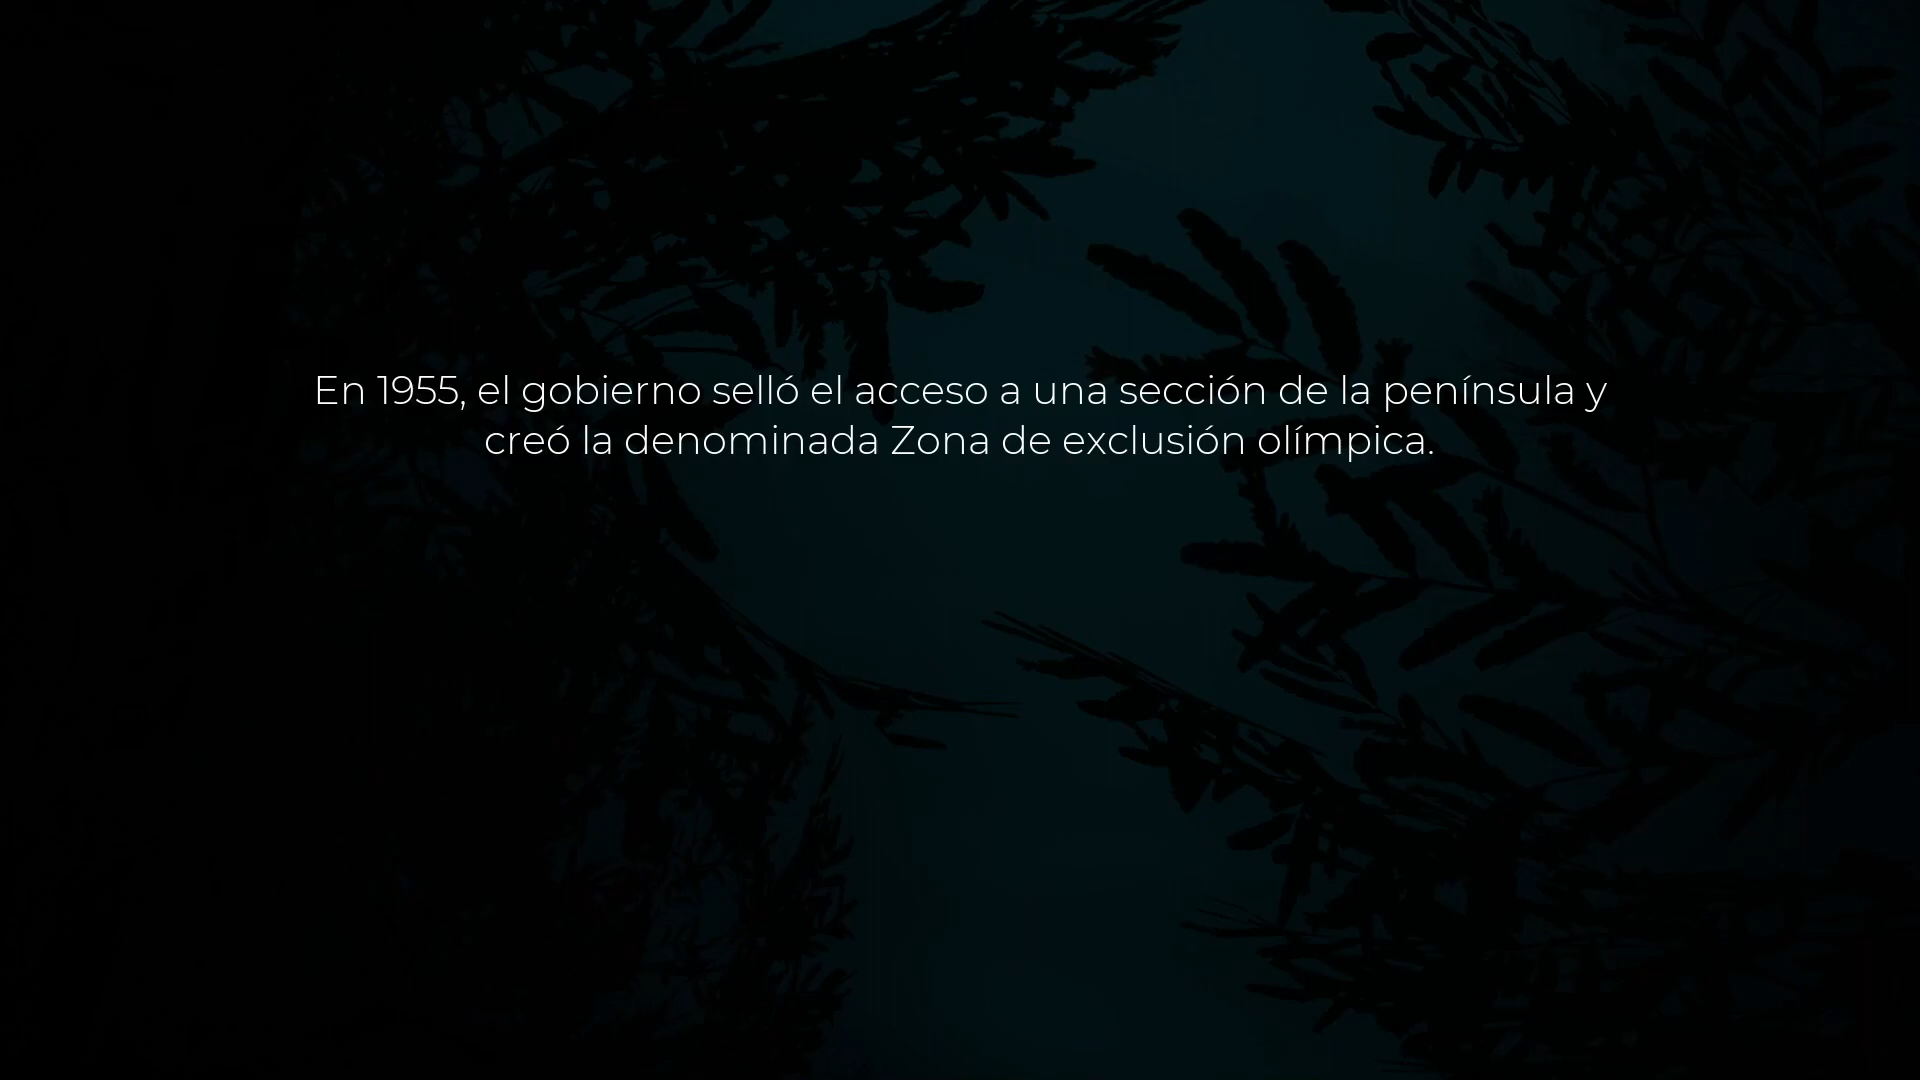 En 1955, el gobierno selló el acceso a una sección de la península y
creó la denominada Zona de exclusión olímpica.